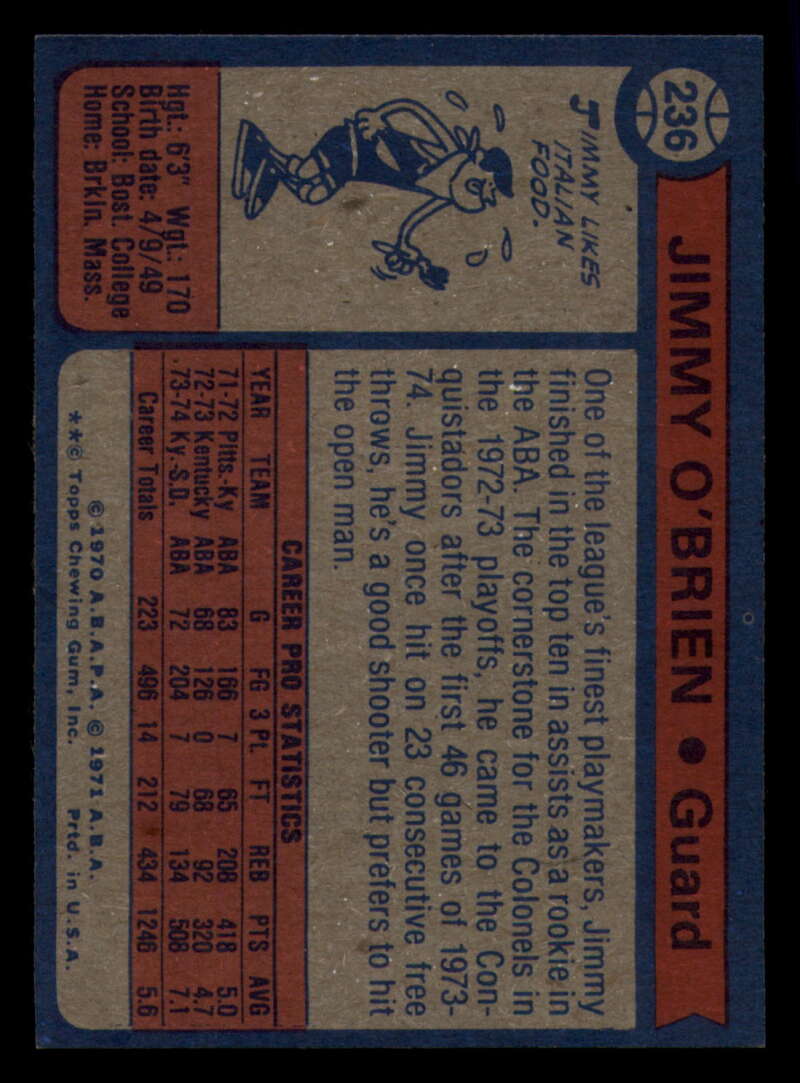 236
JIMMY O'BRIEN • Guard
JIMMY LIKES
ITALIAN
FOOD.
Hgt.: 6'3" Wgt.: 170
Birth date: 4/9/49
School: Bost. College
Home: Brkln. Mass.
One of the league's finest playmakers, Jimmy
finished in the top ten in assists as a rookie in
the ABA. The cornerstone for the Colonels in
the 1972-73 playoffs, he came to the Con-
quistadors after the first 46 games of 1973-
74. Jimmy once hit on 23 consecutive free
throws, he's a good shooter but prefers to hit
the open man.
CAREER PRO STATISTICS
YEAR TEAM G FG 3 Pt. FT REB PTS AVG
71-72 Pitts.-Ky ABA 83 166 7 65 208 418 5.0
72-73 Kentucky ABA 68 126 0 68 92 320 4.7
73-74 Ky.-S.D. ABA 72 204 7 79 134 508 7.1
Career Totals 223 496 14 212 434 1246 5.6
© 1970 A.B.A.P.A. © 1971 A.B.A.
**© Topps Chewing Gum, Inc. Prtd. in U.S.A.